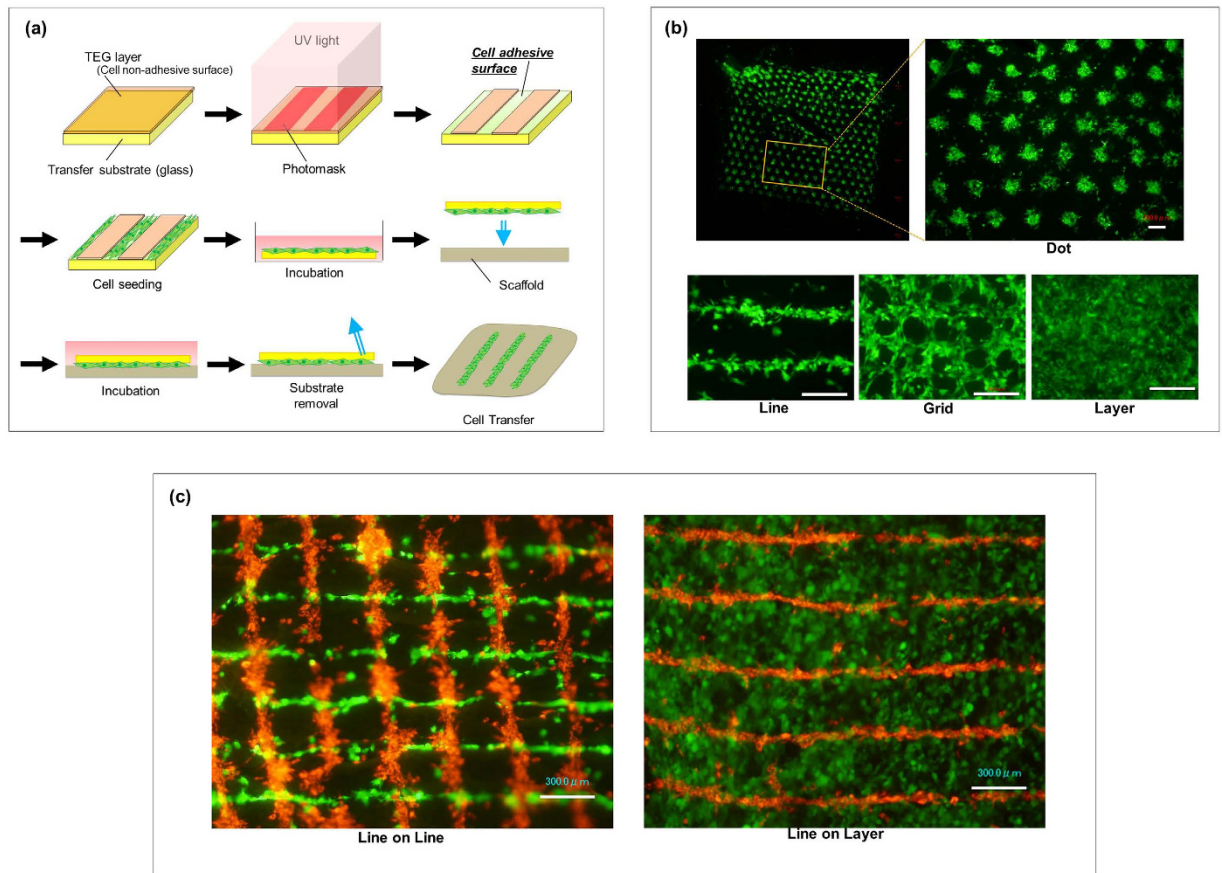 (a)
UV light
TEG layer
(Cell non-adhesive surface)
Cell adhesive
surface
Transfer substrate (glass)
Photomask
Cell seeding
Incubation
Scaffold
Incubation
Substrate
removal
Cell Transfer
(b)
Dot
Line
Grid
Layer
(c)
300.0 μm
300.0 μm
Line on Line
Line on Layer